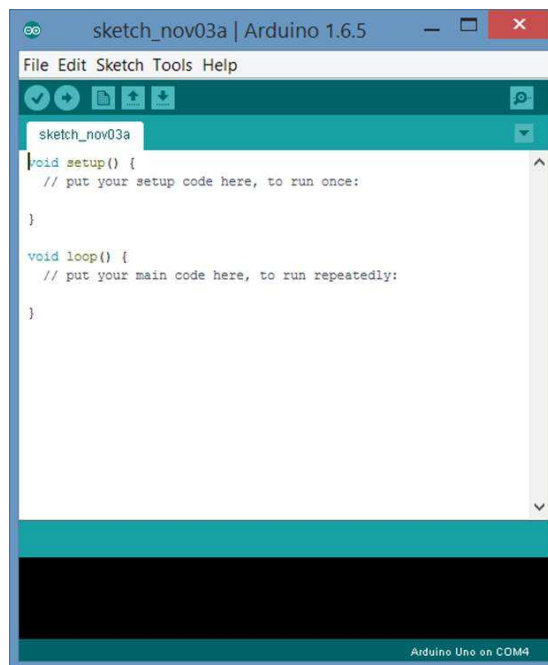 sketch_nov03a | Arduino 1.6.5
File Edit Sketch Tools Help
sketch_nov03a
void setup() {
// put your setup code here, to run once:
}
void loop() {
// put your main code here, to run repeatedly:
}
Arduino Uno on COM4